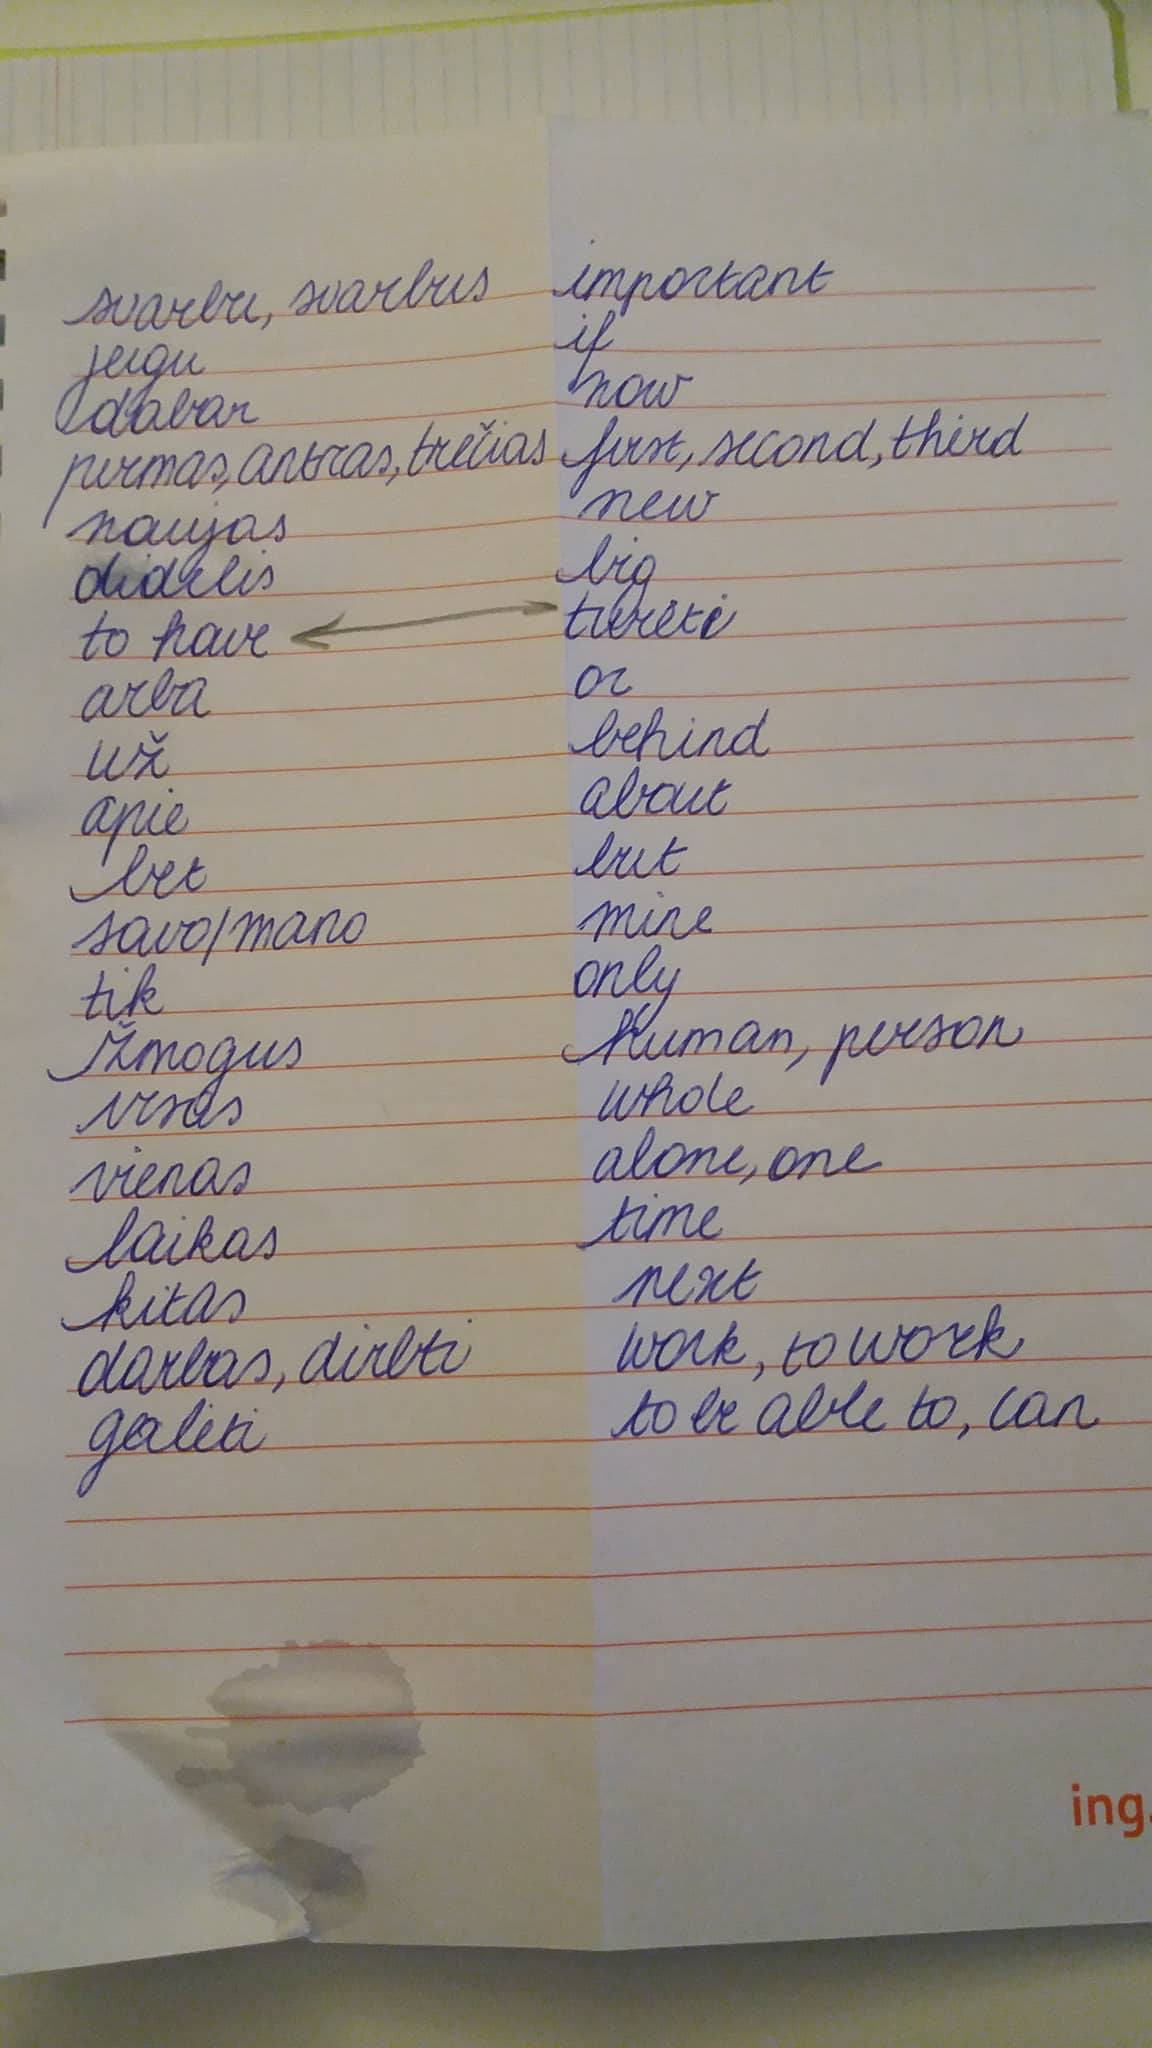 svarbu, svarbus important
jeigu if
dabar now
pirmas, antras, trečias first, second, third
naujas new
didelis big
to have turėti
arba or
už behind
apie about
bet but
savo/mano mine
tik only
Žmogus Human, person
visas whole
vienas alone, one
laikas time
kitas next
darbas, dirbti work, to work
galėti to be able to, can
ing.